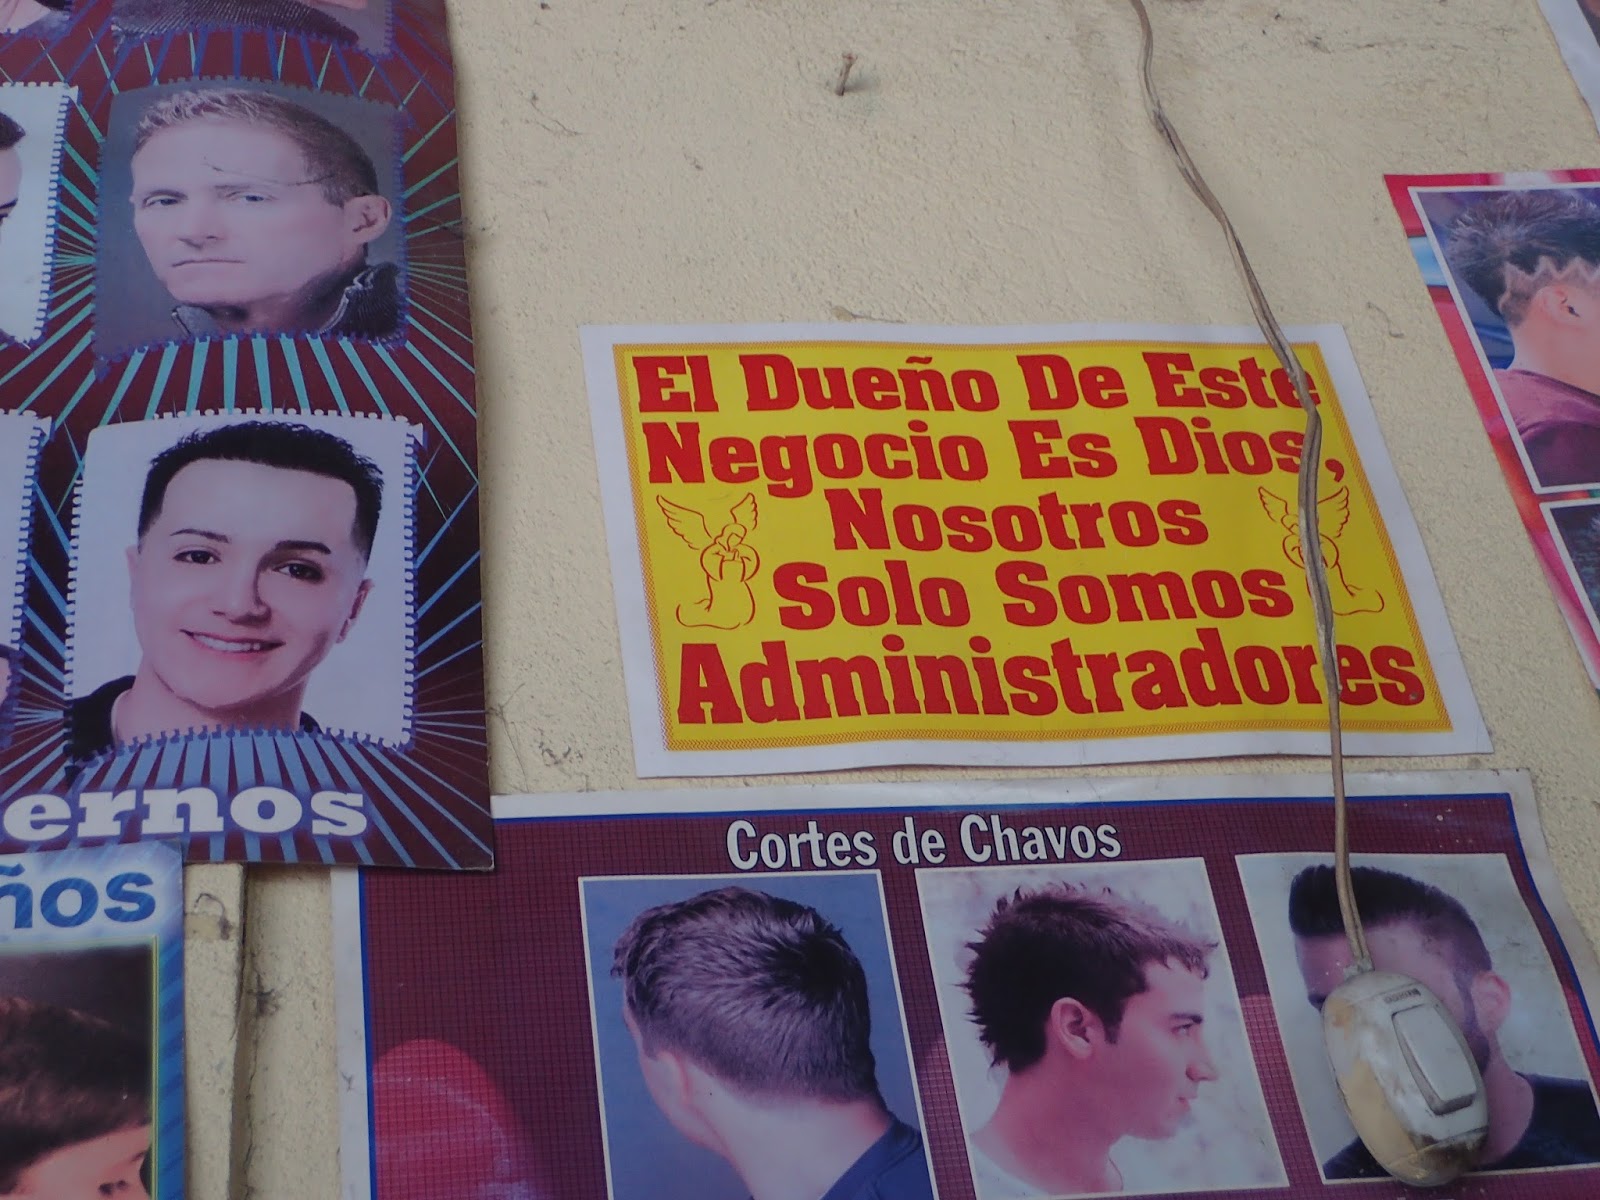 El Dueño De Este
Negocio Es Dios,
Nosotros
Solo Somos
Administradores
ernos
ños
Cortes de Chavos